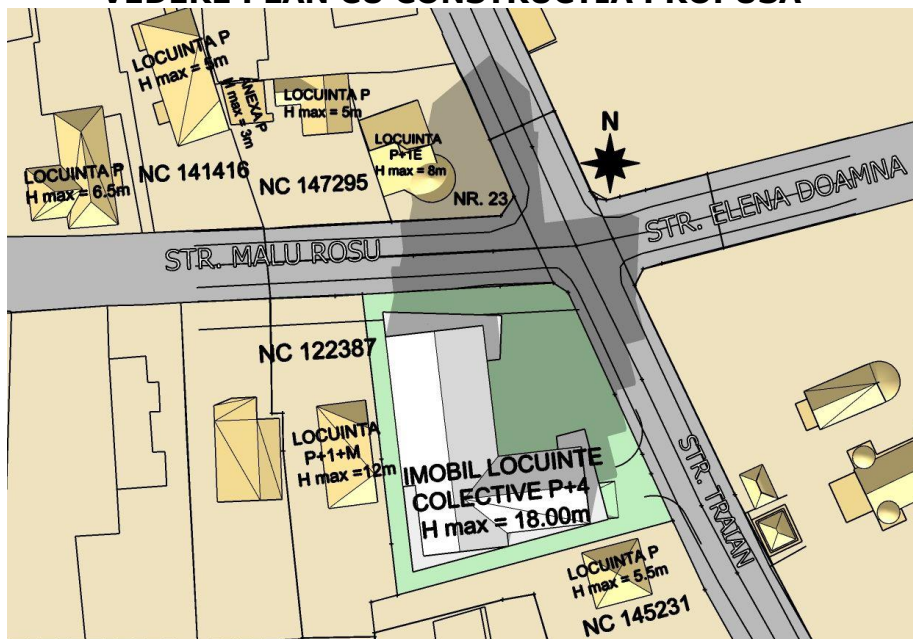 VEDERE PLAN CU CONSTRUCTIA PROPUSA
LOCUINTA P
H max = 5m
ANEXA P
H max = 3m
LOCUINTA P
H max = 5m
LOCUINTA
P+1E
H max = 8m
N
LOCUINTA P
H max = 6.5m
NC 141416
NC 147295
NR. 23
STR. ELENA DOAMNA
STR. MALU ROSU
NC 122387
LOCUINTA
P+1+M
H max =12m
IMOBIL LOCUINTE
COLECTIVE P+4
H max = 18.00m
STR. TRAIAN
LOCUINTA P
H max = 5.5m
NC 145231